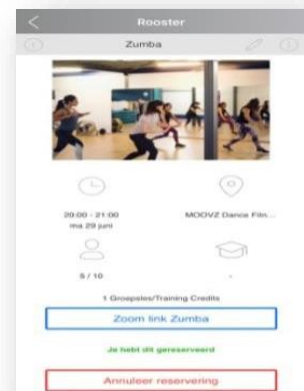 Rooster
Zumba
20:00 - 21:00
ma 29 juni
MOOVZ Dance Fitn...
5 / 10
-
1 Groepsles/Training Credits
Zoom link Zumba
Je hebt dit gereserveerd
Annuleer reservering